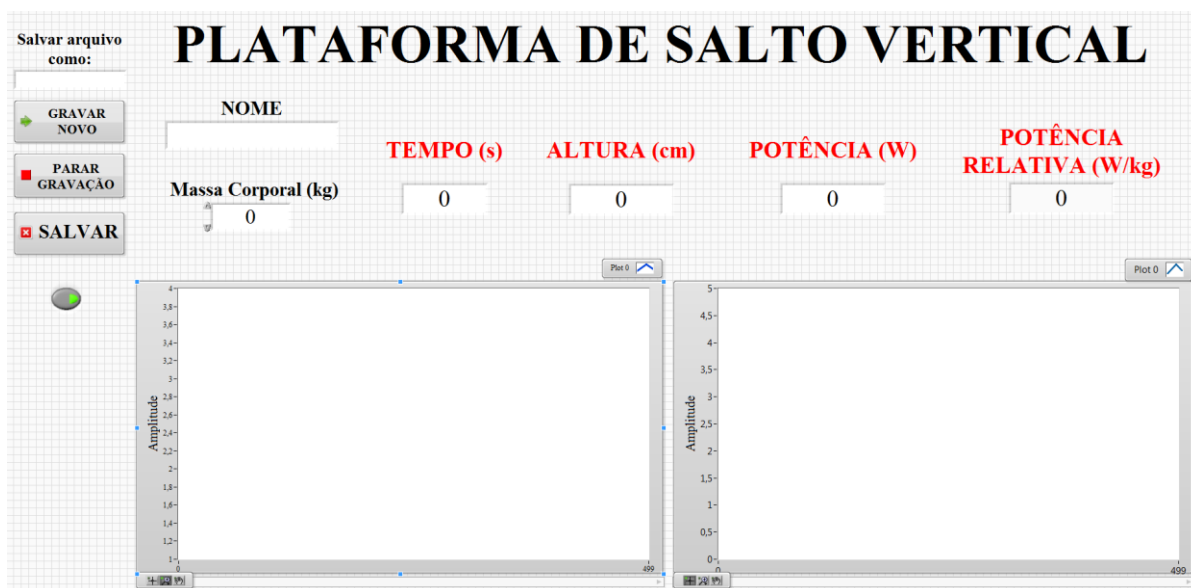 PLATAFORMA DE SALTO VERTICAL
Salvar arquivo
como:
GRAVAR
NOVO
PARAR
GRAVAÇÃO
SALVAR
NOME
Massa Corporal (kg)
0
TEMPO (s)
0
ALTURA (cm)
0
POTÊNCIA (W)
0
POTÊNCIA
RELATIVA (W/kg)
0
Plot 0
Amplitude
4
3,8
3,6
3,4
3,2
3
2,8
2,6
2,4
2,2
2
1,8
1,6
1,4
1,2
1
0
499
Plot 0
Amplitude
5
4,5
4
3,5
3
2,5
2
1,5
1
0,5
0
0
499